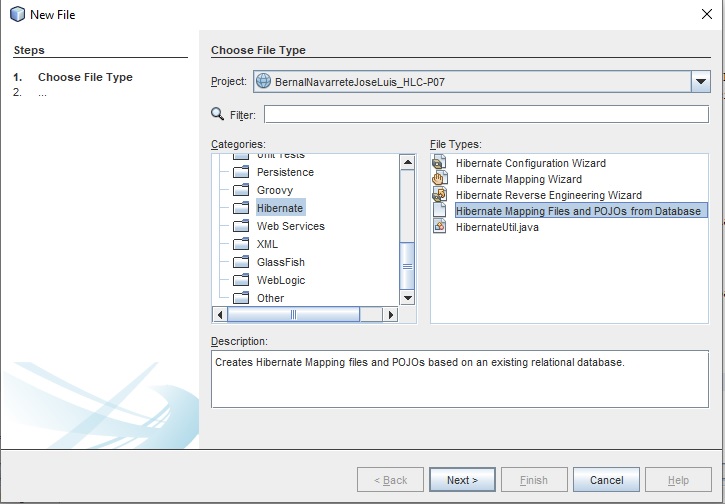 New File
Steps
1. Choose File Type
2. ...
Choose File Type
Project: BernalNavarreteJoseLuis_HLC-P07
Filter:
Categories:
Unit Tests
Persistence
Groovy
Hibernate
Web Services
XML
GlassFish
WebLogic
Other
File Types:
Hibernate Configuration Wizard
Hibernate Mapping Wizard
Hibernate Reverse Engineering Wizard
Hibernate Mapping Files and POJOs from Database
HibernateUtil.java
Description:
Creates Hibernate Mapping files and POJOs based on an existing relational database.
< Back
Next >
Finish
Cancel
Help